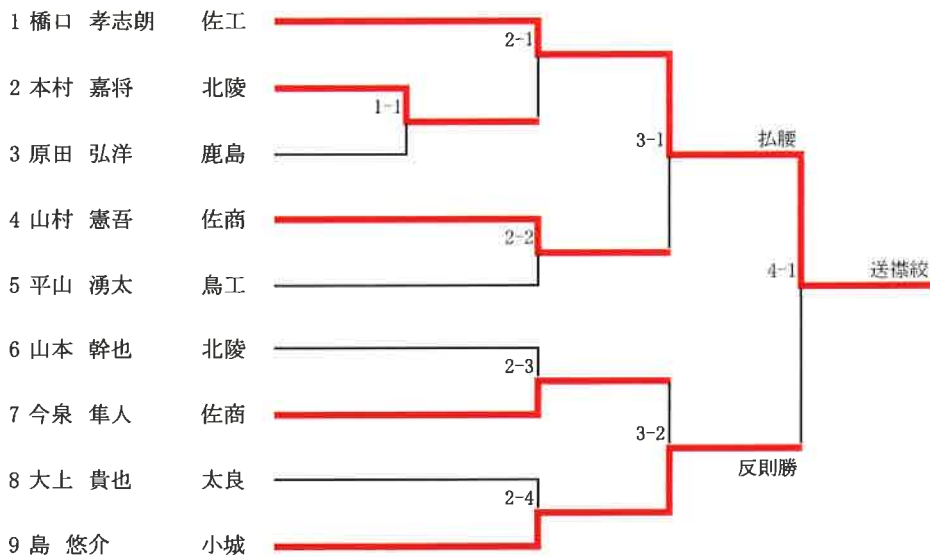 1 橋口 孝志朗 佐工
2-1
2 本村 嘉将 北陵
1-1
3 原田 弘洋 鹿島
3-1
払腰
4 山村 憲吾 佐商
2-2
5 平山 湧太 鳥工
4-1
送襟絞
6 山本 幹也 北陵
2-3
7 今泉 隼人 佐商
3-2
反則勝
8 大上 貴也 太良
2-4
9 島 悠介 小城